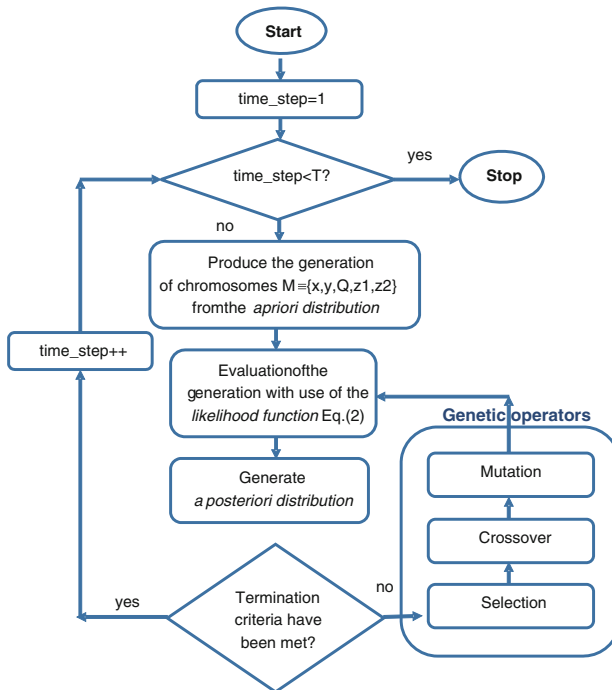 Start
time_step=1
time_step<T?
yes
Stop
no
Produce the generation
of chromosomes M≡{x,y,Q,z1,z2}
fromthe apriori distribution
time_step++
Evaluationofthe
generation with use of the
likelihood function Eq.(2)
Genetic operators
Mutation
Generate
a posteriori distribution
Crossover
Selection
yes
Termination
criteria have
been met?
no